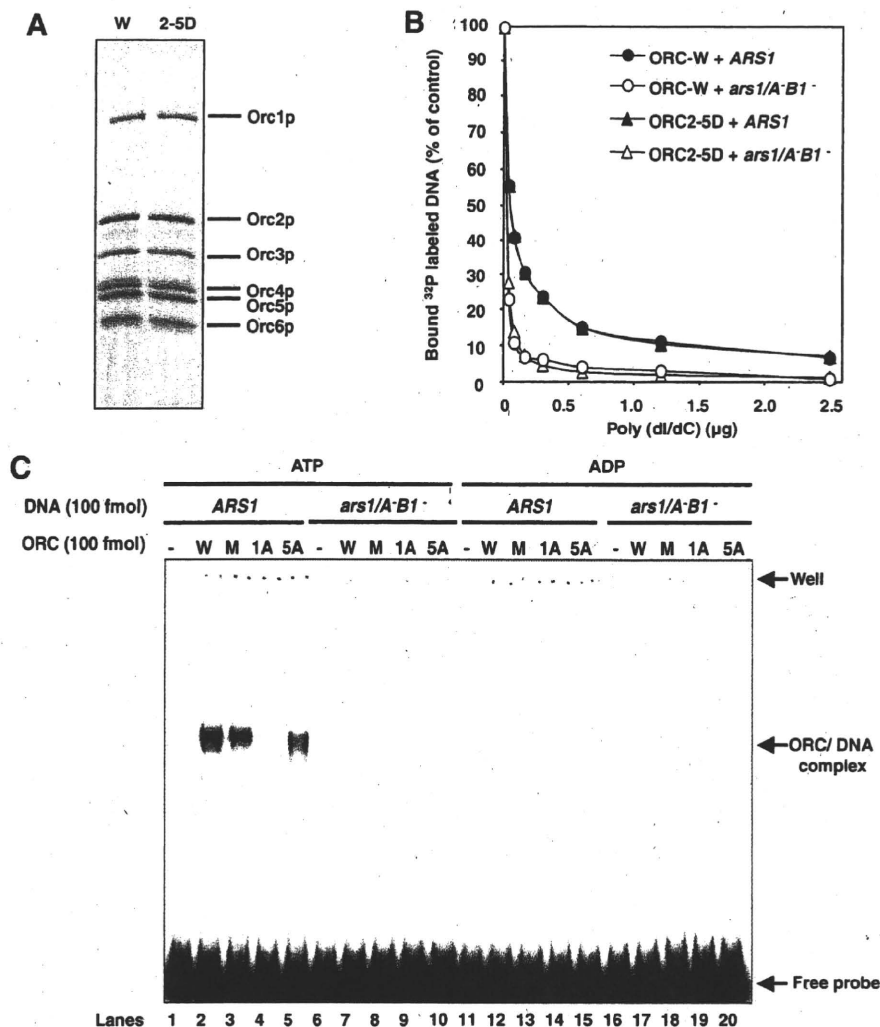 A
W 2-5D
Orc1p
Orc2p
Orc3p
Orc4p
Orc5p
Orc6p
B
Bound ³²P labeled DNA (% of control)
100
90
80
70
60
50
40
30
20
10
0
0 0.5 1.0 1.5 2.0 2.5
Poly (dI/dC) (µg)
ORC-W + ARS1
ORC-W + ars1/A⁻B1⁻
ORC2-5D + ARS1
ORC2-5D + ars1/A⁻B1⁻
C
ATP ADP
DNA (100 fmol) ARS1 ars1/A⁻B1⁻ ARS1 ars1/A⁻B1⁻
ORC (100 fmol) - W M 1A 5A - W M 1A 5A - W M 1A 5A - W M 1A 5A
Well
ORC/ DNA
complex
Free probe
Lanes 1 2 3 4 5 6 7 8 9 10 11 12 13 14 15 16 17 18 19 20